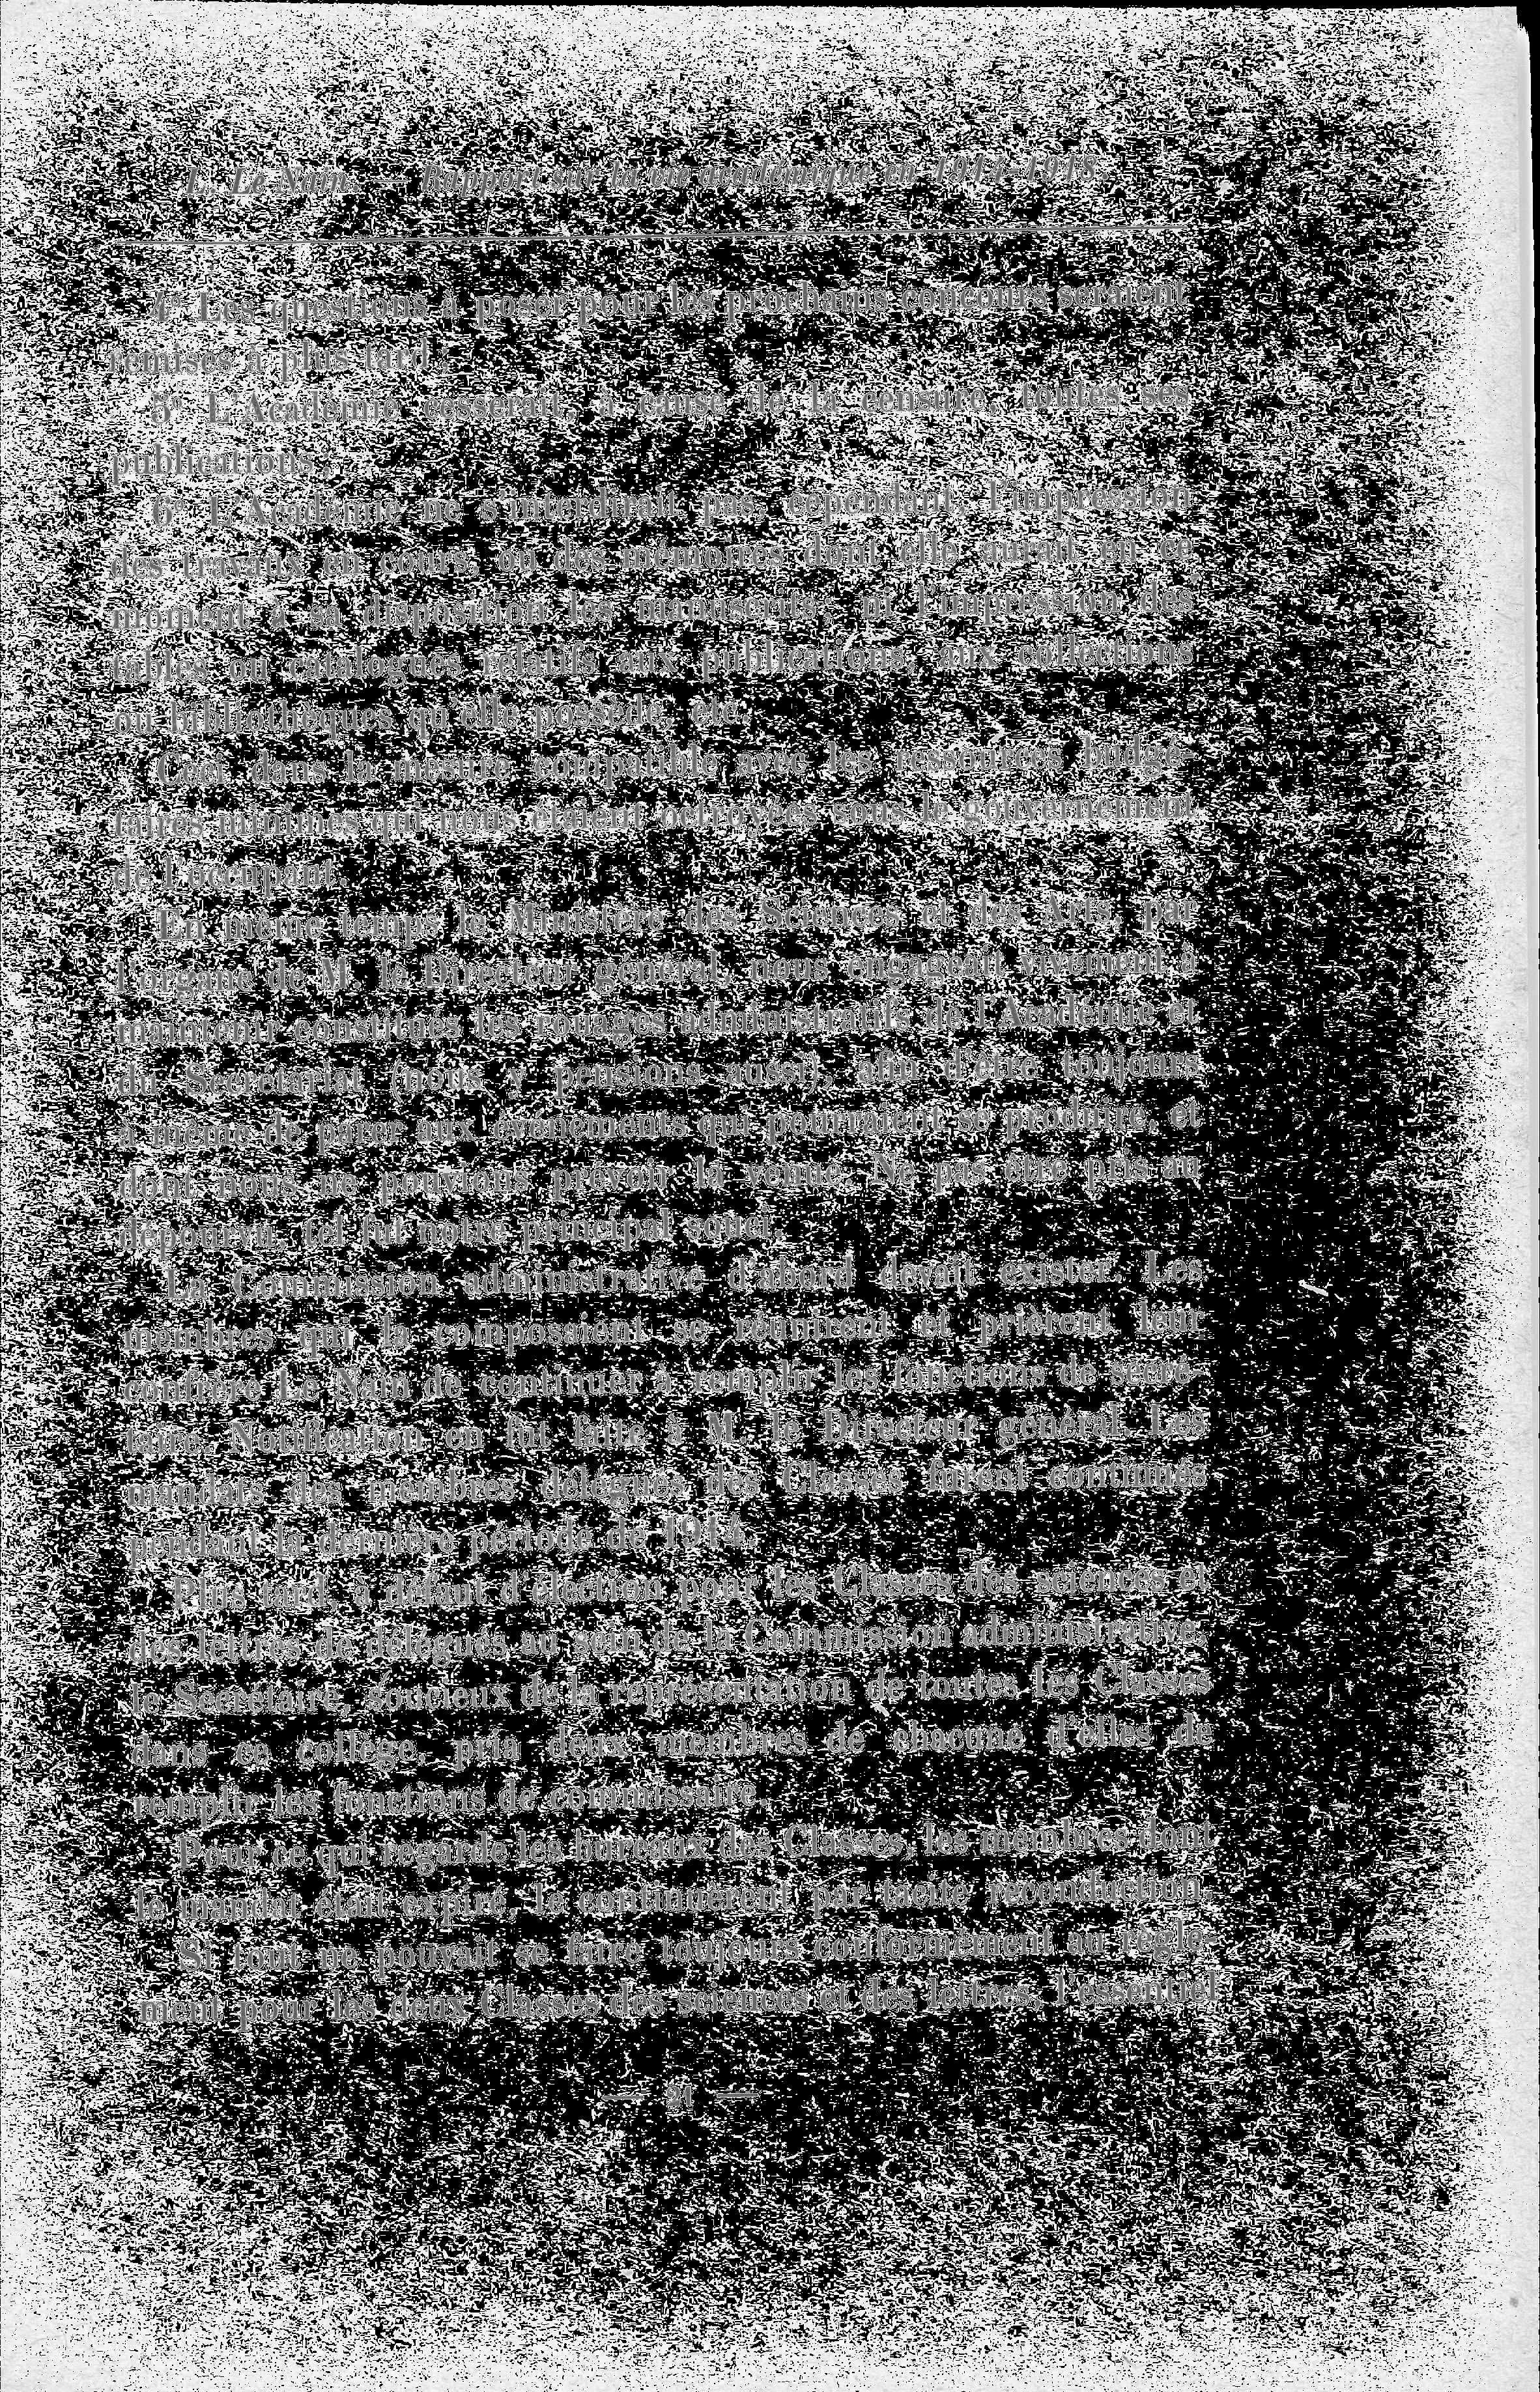 L. Le Nain. — Rapport sur la vie académique en 1914-1918
4° Les questions à poser pour les prochains concours seraient
remises à plus tard;
5° L'Académie cesserait, à cause de la censure, toutes ses
publications;
6° L'Académie ne s'interdirait pas, cependant, l'impression
des travaux en cours, ou des mémoires dont elle aurait en ce
moment à sa disposition les manuscrits, ni l'impression des
tables ou catalogues relatifs aux publications, aux collections
ou bibliothèques qu'elle possède, etc.
Ceci dans la mesure compatible avec les ressources budgé-
taires minimes qui nous étaient octroyées sous le gouvernement
de l'occupant.
En même temps le Ministère des Sciences et des Arts, par
l'organe de M. le Directeur général, nous engageait vivement à
maintenir constitués les rouages administratifs de l'Académie et
du Secrétariat (nous y pensions aussi), afin d'être toujours
à même de parer aux événements qui pourraient se produire, et
dont nous ne pouvions prévoir la venue. Ne pas être pris au
dépourvu, tel fut notre principal souci.
La Commission administrative d'abord devait exister. Les
membres qui la composaient se réunirent et prièrent leur
confrère Le Nain de continuer à remplir les fonctions de secré-
taire. Notification en fut faite à M. le Directeur général. Les
mandats des membres délégués des Classes furent continués
pendant la dernière période de 1914.
Plus tard, à défaut d'élection pour les Classes des sciences et
des lettres de délégués au sein de la Commission administrative,
le Secrétaire, soucieux de la représentation de toutes les Classes
dans ce collège, pria deux membres de chacune d'elles de
remplir les fonctions de commissaire.
Pour ce qui regarde les bureaux des Classes, les membres dont
le mandat était expiré, le continuèrent par tacite reconduction.
Si tout ne pouvait se faire toujours conformément au règle-
ment pour les deux Classes des sciences et des lettres, l'essentiel
— 31 —